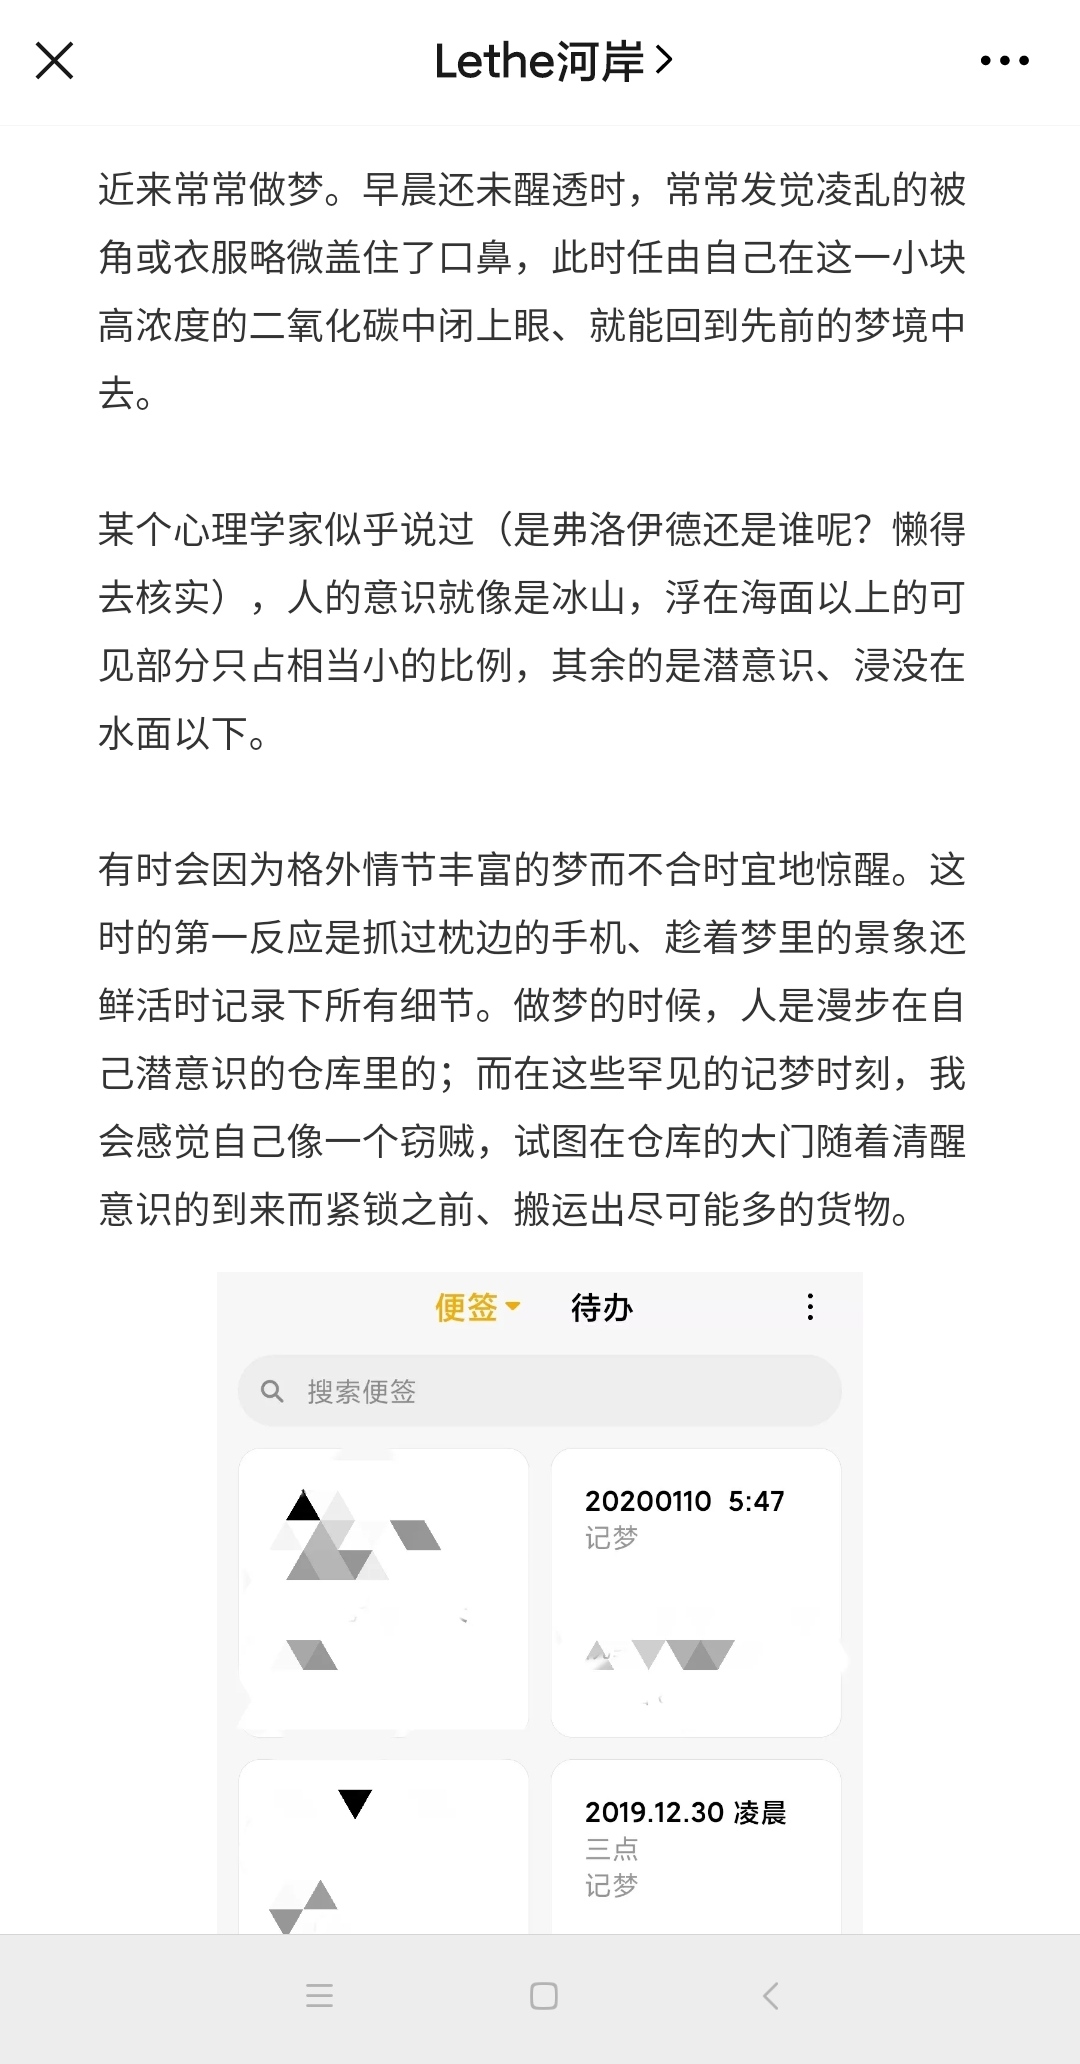 Lethe河岸
近来常常做梦。早晨还未醒透时，常常发觉凌乱的被
角或衣服略微盖住了口鼻，此时任由自己在这一小块
高浓度的二氧化碳中闭上眼、就能回到先前的梦境中
去。
某个心理学家似乎说过（是弗洛伊德还是谁呢？懒得
去核实），人的意识就像是冰山，浮在海面以上的可
见部分只占相当小的比例，其余的是潜意识、浸没在
水面以下。
有时会因为格外情节丰富的梦而不合时宜地惊醒。这
时的第一反应是抓过枕边的手机、趁着梦里的景象还
鲜活时记录下所有细节。做梦的时候，人是漫步在自
己潜意识的仓库里的；而在这些罕见的记梦时刻，我
会感觉自己像一个窃贼，试图在仓库的大门随着清醒
意识的到来而紧锁之前、搬运出尽可能多的货物。
便签 待办
搜索便签
20200110 5:47
记梦
2019.12.30 凌晨
三点
记梦